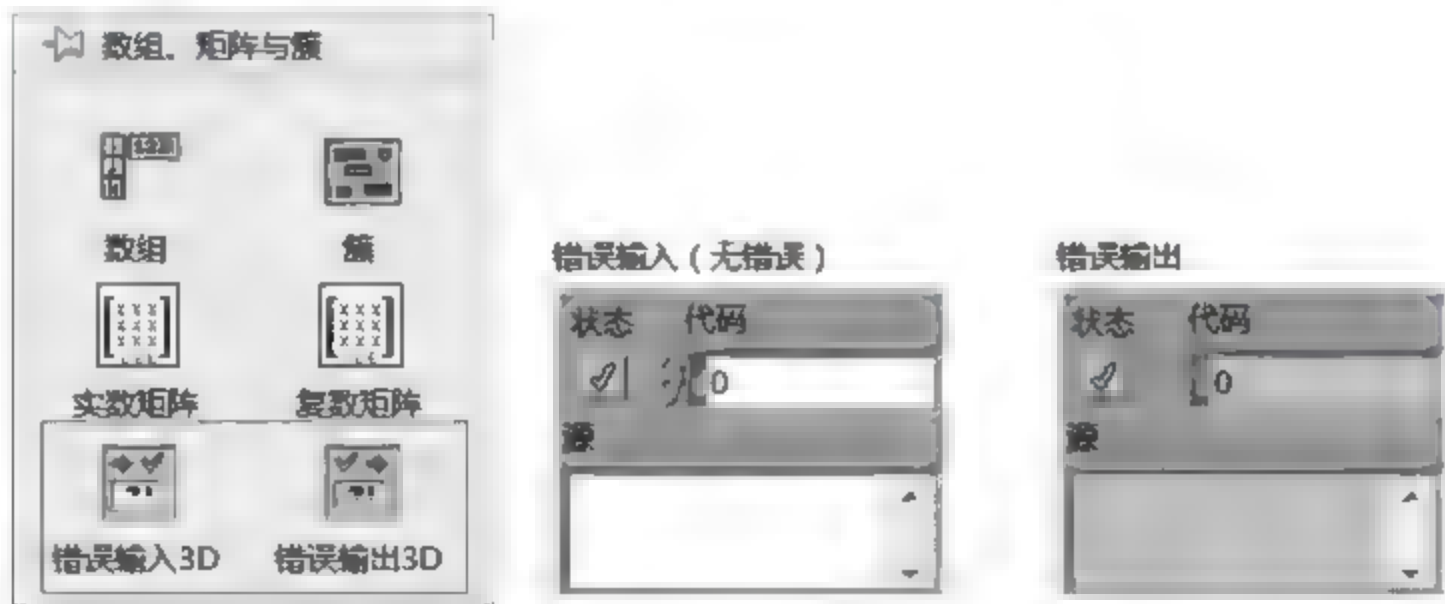 数组、矩阵与簇
数组
簇
实数矩阵
复数矩阵
错误输入3D
错误输出3D
错误输入（无错误）
状态
代码
0
源
错误输出
状态
代码
0
源